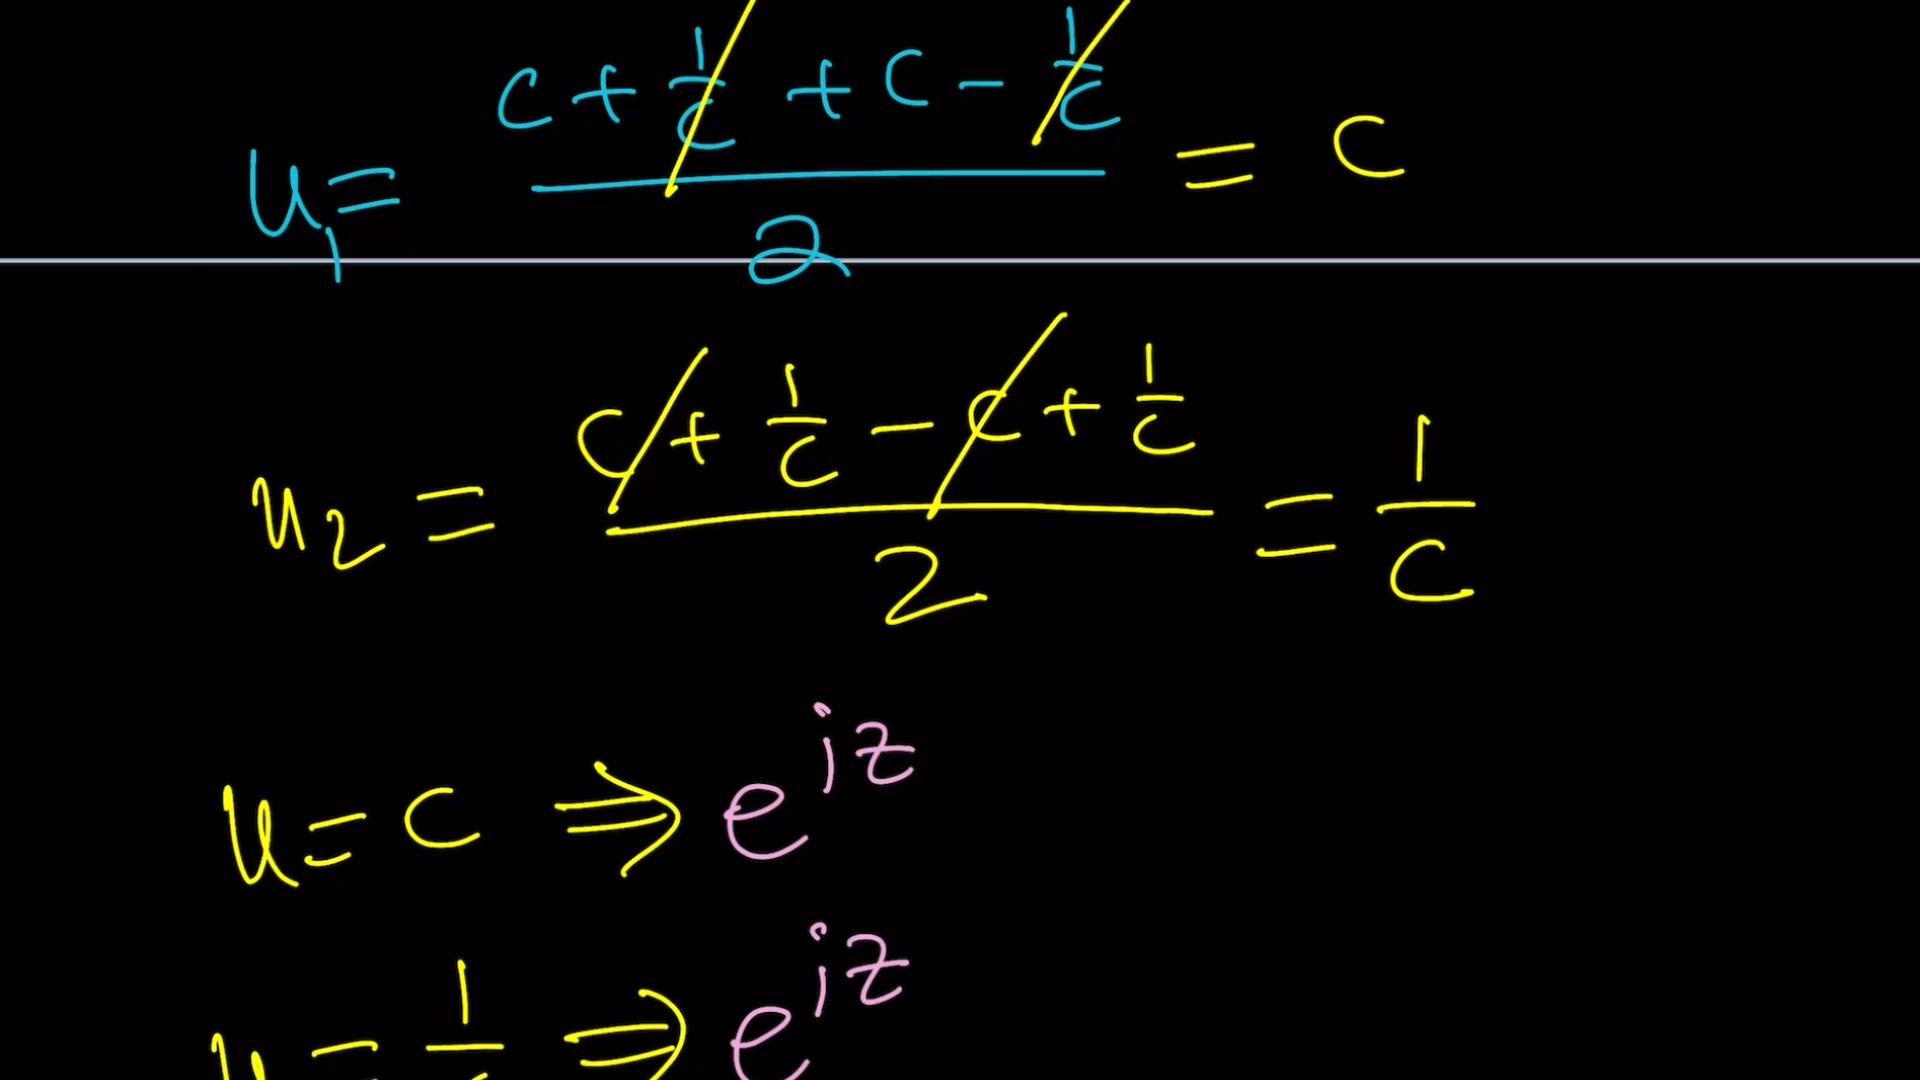 u₁ = (c + 1/c + c - 1/c) / 2 = c
u₂ = (c + 1/c - c + 1/c) / 2 = 1/c
u = c ⇒ e^{iz}
u = 1/ ⇒ e^{iz}